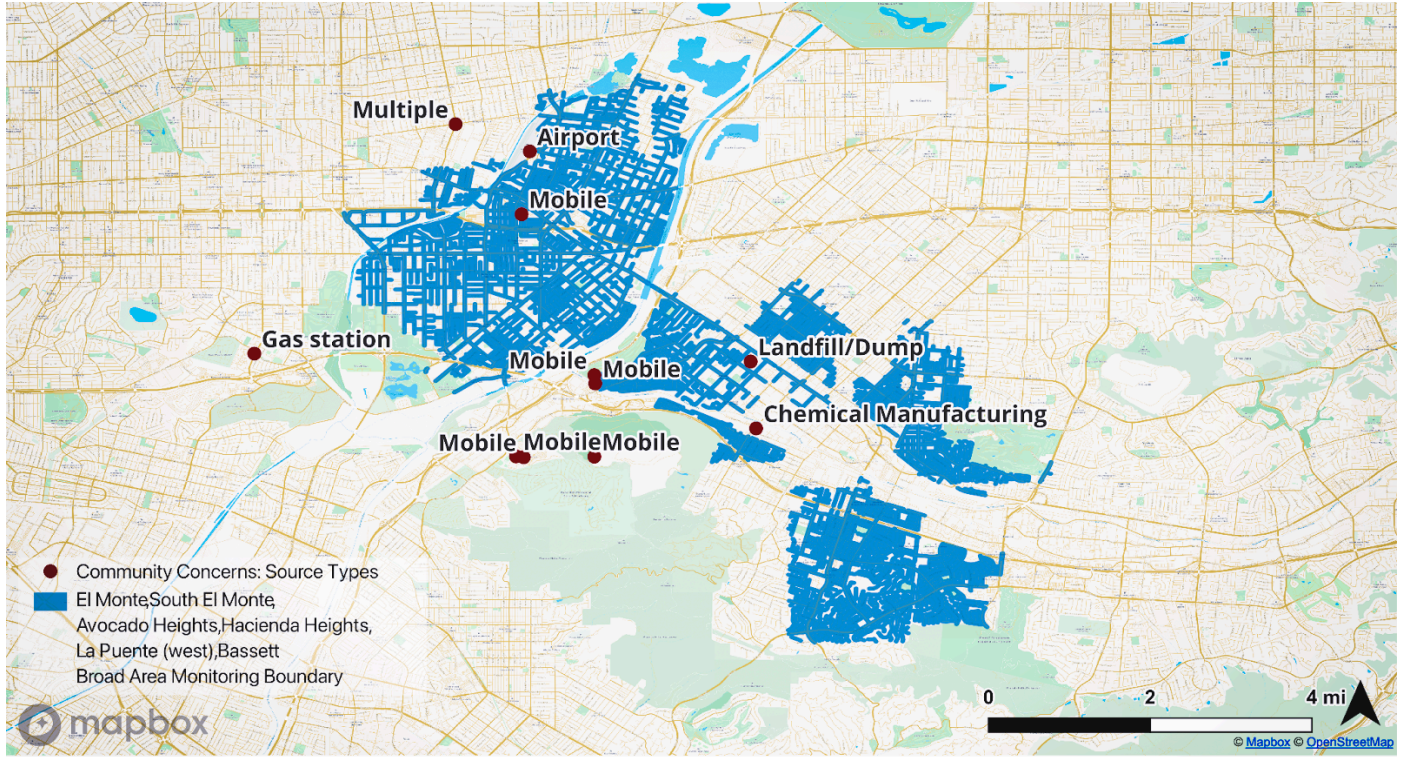 Multiple
Airport
Mobile
Gas station
Mobile
Mobile
Landfill/Dump
Chemical Manufacturing
Mobile
Mobile
Mobile
Community Concerns: Source Types
El Monte,South El Monte,
Avocado Heights,Hacienda Heights,
La Puente (west),Bassett
Broad Area Monitoring Boundary
mapbox
0 2 4 mi
© Mapbox © OpenStreetMap